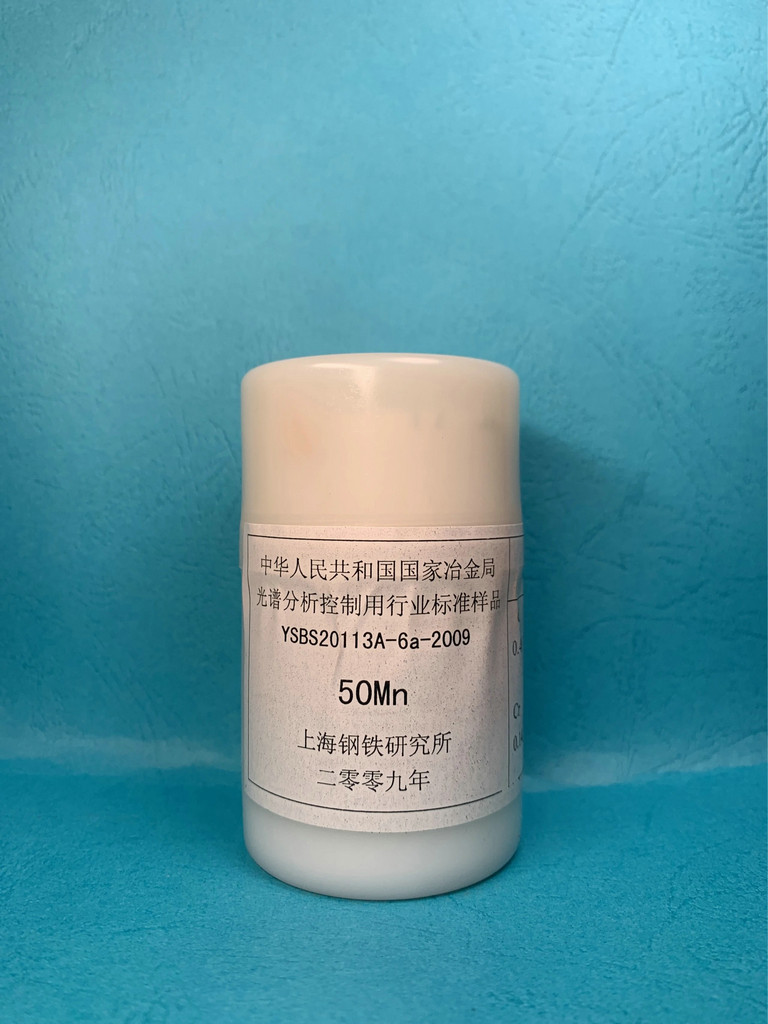 中华人民共和国国家冶金局
光谱分析控制用行业标准样品
YSBS20113A-6a-2009
50Mn
上海钢铁研究所
二零零九年
Cr